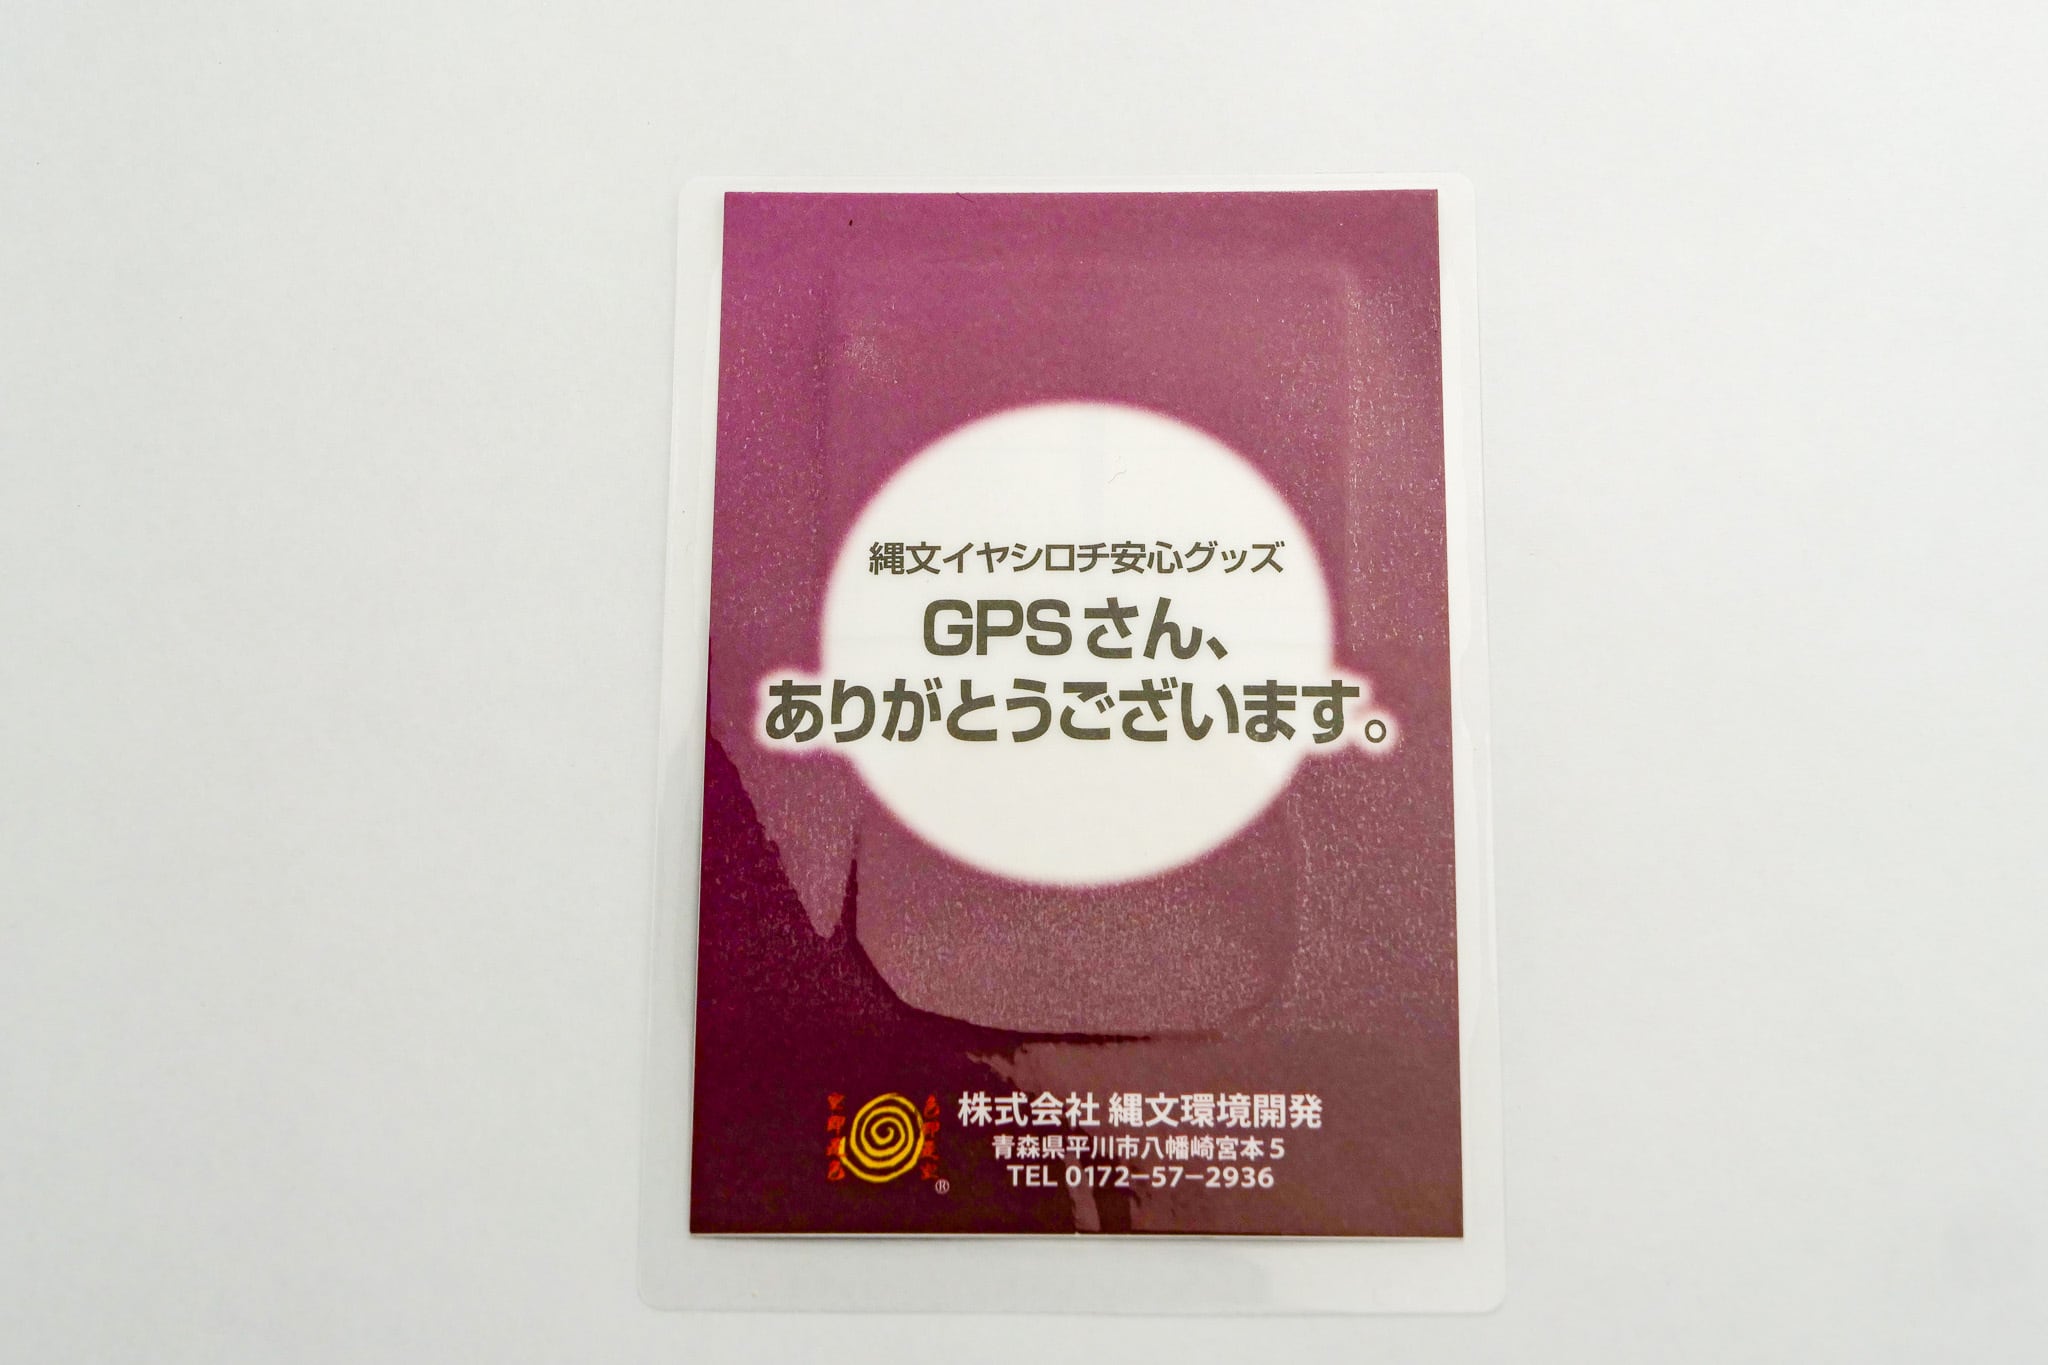 縄文イヤシロチ安心グッズ
GPSさん、
ありがとうございます。
株式会社 縄文環境開発
青森県平川市八幡崎宮本5
TEL 0172-57-2936
®